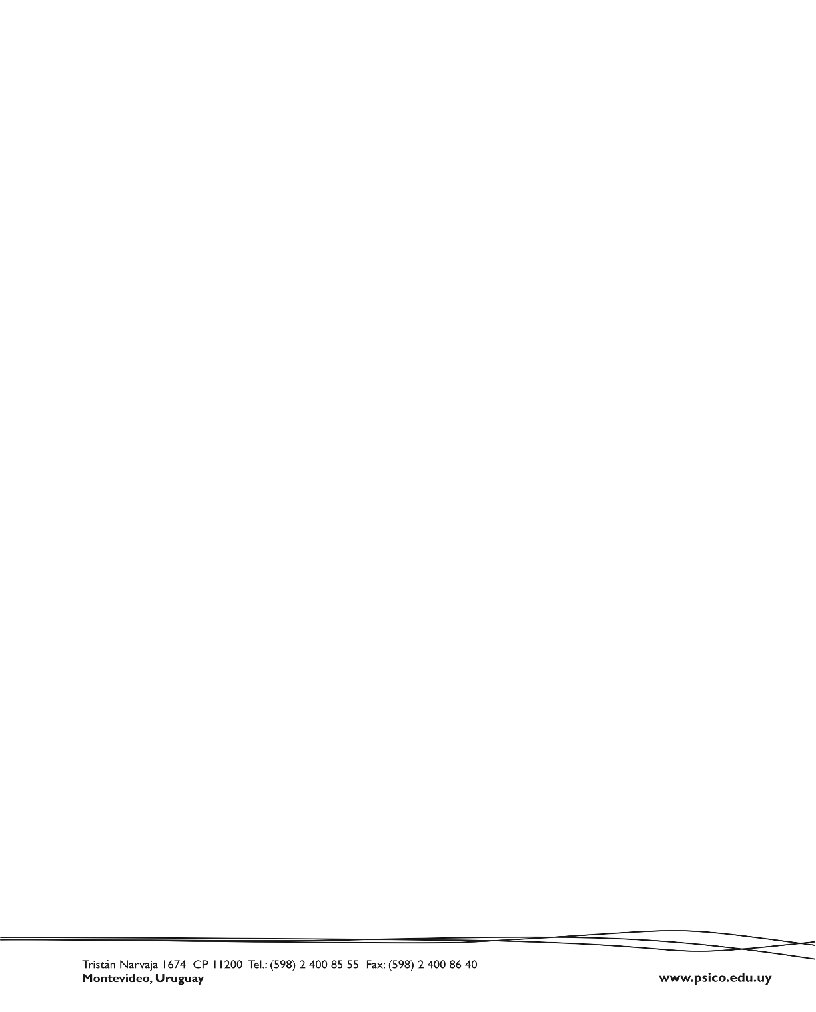 Tristán Narvaja 1674  CP 11200  Tel.: (598) 2 400 85 55  Fax: (598) 2 400 86 40
Montevideo, Uruguay
www.psico.edu.uy